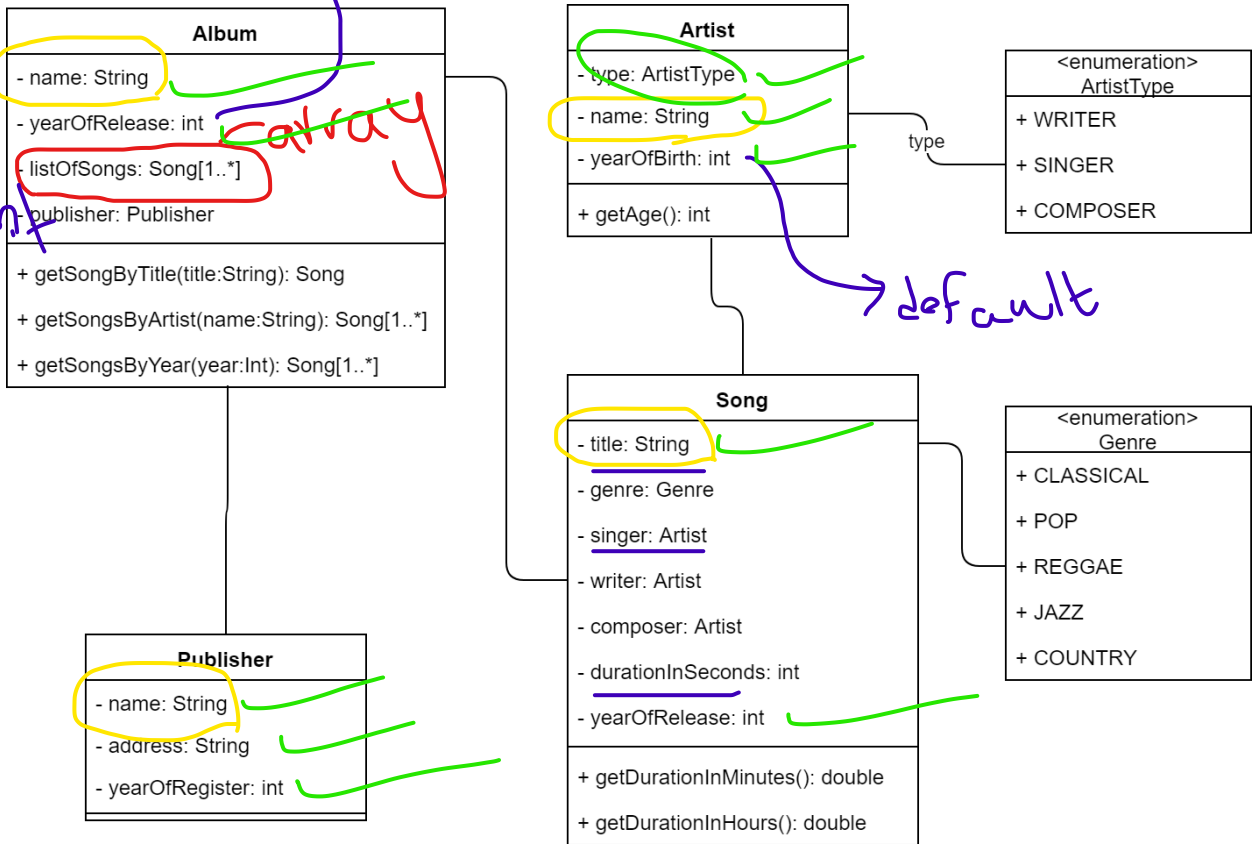 Album
- name: String
- yearOfRelease: int
array
- listOfSongs: Song[1..*]
- publisher: Publisher
+ getSongByTitle(title:String): Song
+ getSongsByArtist(name:String): Song[1..*]
+ getSongsByYear(year:Int): Song[1..*]
Artist
- type: ArtistType
- name: String
- yearOfBirth: int
+ getAge(): int
type
<enumeration>
ArtistType
+ WRITER
+ SINGER
+ COMPOSER
default
Song
- title: String
- genre: Genre
- singer: Artist
- writer: Artist
- composer: Artist
- durationInSeconds: int
- yearOfRelease: int
+ getDurationInMinutes(): double
+ getDurationInHours(): double
<enumeration>
Genre
+ CLASSICAL
+ POP
+ REGGAE
+ JAZZ
+ COUNTRY
Publisher
- name: String
- address: String
- yearOfRegister: int